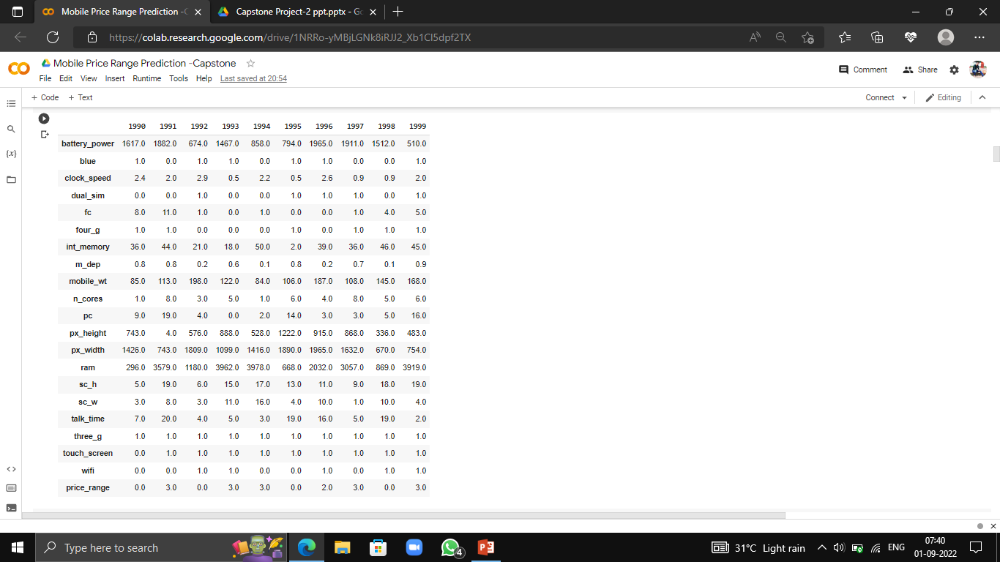 Mobile Price Range Prediction -C
Capstone Project-2 ppt.pptx - Go
https://colab.research.google.com/drive/1NRRo-yMBjLGNk8iRJJ2_Xb1Cl5dpf2TX
Mobile Price Range Prediction -Capstone
Comment Share
File Edit View Insert Runtime Tools Help Last saved at 20:54
+ Code + Text Connect Editing
1990 1991 1992 1993 1994 1995 1996 1997 1998 1999
battery_power 1617.0 1882.0 674.0 1467.0 858.0 794.0 1965.0 1911.0 1512.0 510.0
blue 1.0 0.0 1.0 1.0 0.0 1.0 1.0 0.0 0.0 1.0
clock_speed 2.4 2.0 2.9 0.5 2.2 0.5 2.6 0.9 0.9 2.0
dual_sim 0.0 0.0 1.0 0.0 0.0 1.0 1.0 1.0 0.0 1.0
fc 8.0 11.0 1.0 0.0 1.0 0.0 0.0 1.0 4.0 5.0
four_g 1.0 1.0 0.0 0.0 0.0 1.0 0.0 1.0 1.0 1.0
int_memory 36.0 44.0 21.0 18.0 50.0 2.0 39.0 36.0 46.0 45.0
m_dep 0.8 0.8 0.2 0.6 0.1 0.8 0.2 0.7 0.1 0.9
mobile_wt 85.0 113.0 198.0 122.0 84.0 106.0 187.0 108.0 145.0 168.0
n_cores 1.0 8.0 3.0 5.0 1.0 6.0 4.0 8.0 5.0 6.0
pc 9.0 19.0 4.0 0.0 2.0 14.0 3.0 3.0 5.0 16.0
px_height 743.0 4.0 576.0 888.0 528.0 1222.0 915.0 868.0 336.0 483.0
px_width 1426.0 743.0 1809.0 1099.0 1416.0 1890.0 1965.0 1632.0 670.0 754.0
ram 296.0 3579.0 1180.0 3962.0 3978.0 668.0 2032.0 3057.0 869.0 3919.0
sc_h 5.0 19.0 6.0 15.0 17.0 13.0 11.0 9.0 18.0 19.0
sc_w 3.0 8.0 3.0 11.0 16.0 4.0 10.0 1.0 10.0 4.0
talk_time 7.0 20.0 4.0 5.0 3.0 19.0 16.0 5.0 19.0 2.0
three_g 1.0 1.0 1.0 1.0 1.0 1.0 1.0 1.0 1.0 1.0
touch_screen 0.0 1.0 1.0 1.0 1.0 1.0 1.0 1.0 1.0 1.0
wifi 0.0 0.0 1.0 1.0 0.0 0.0 1.0 0.0 1.0 1.0
price_range 0.0 3.0 0.0 3.0 3.0 0.0 2.0 3.0 0.0 3.0
Type here to search
4
31°C Light rain
ENG
07:40
01-09-2022